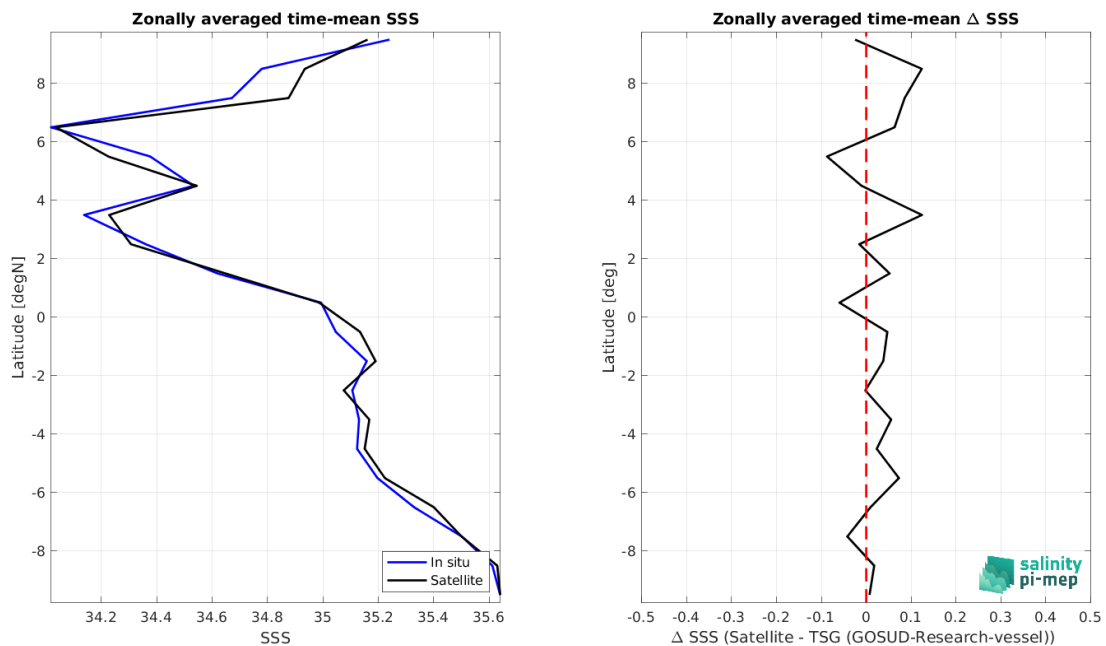 Zonally averaged time-mean SSS
Latitude [degN]
8
6
4
2
0
-2
-4
-6
-8
In situ
Satellite
34.2 34.4 34.6 34.8 35 35.2 35.4 35.6
SSS
Zonally averaged time-mean Δ SSS
Latitude [deg]
8
6
4
2
0
-2
-4
-6
-8
salinity
pi-mep
-0.5 -0.4 -0.3 -0.2 -0.1 0 0.1 0.2 0.3 0.4 0.5
Δ SSS (Satellite - TSG (GOSUD-Research-vessel))